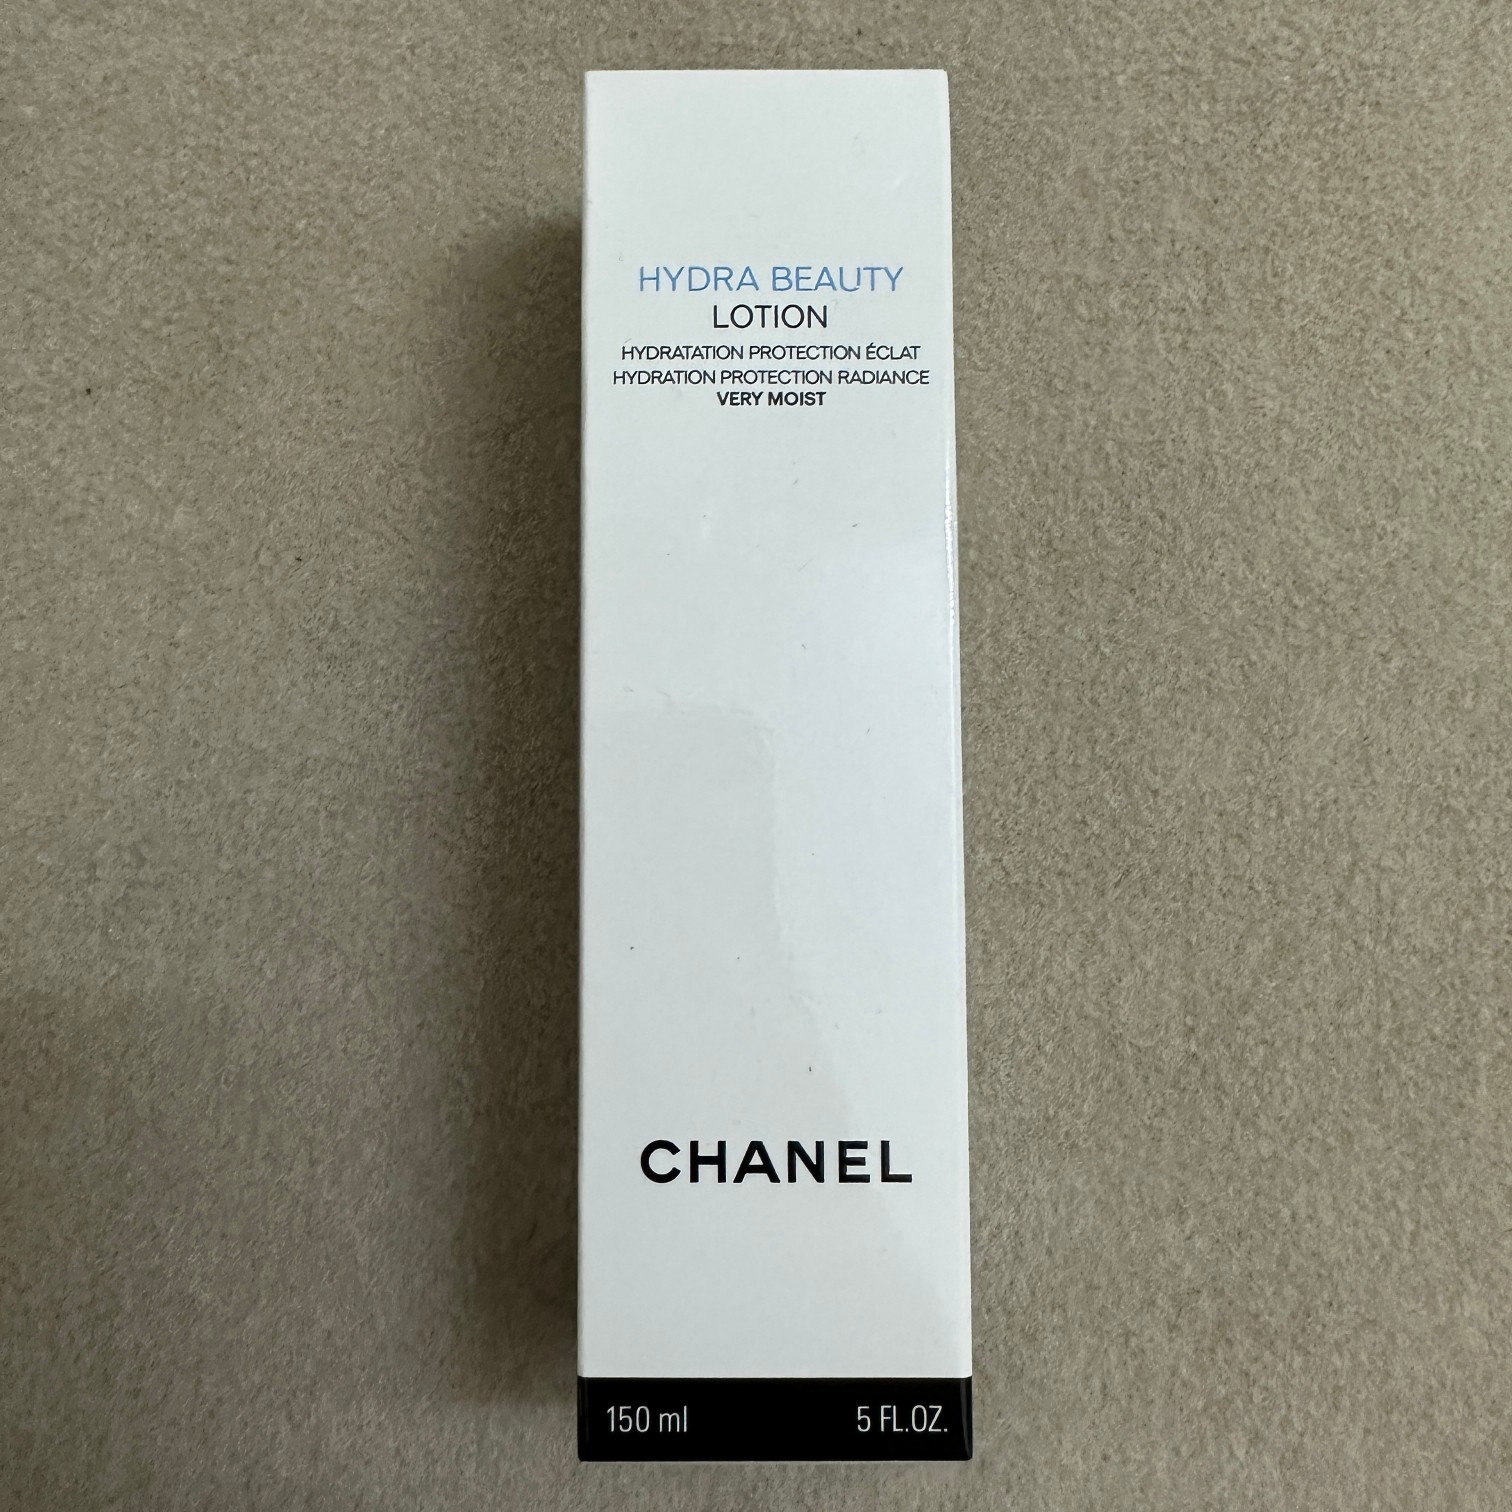 HYDRA BEAUTY
LOTION
HYDRATATION PROTECTION ÉCLAT
HYDRATION PROTECTION RADIANCE
VERY MOIST
CHANEL
150 ml 5 FL.OZ.